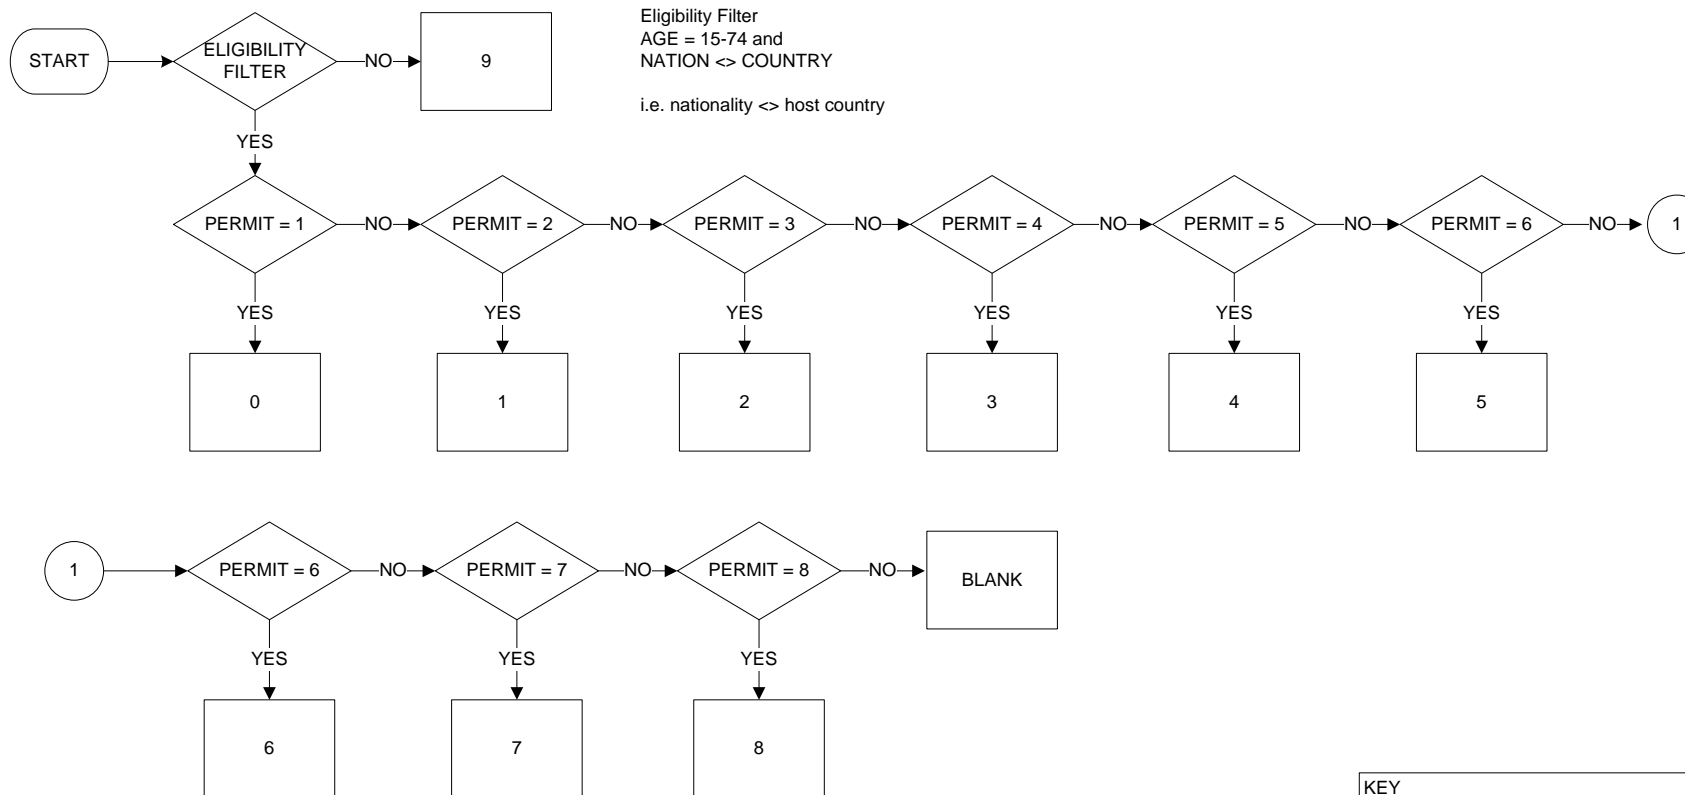 START
ELIGIBILITY
FILTER
NO
9
Eligibility Filter
AGE = 15-74 and
NATION <> COUNTRY
i.e. nationality <> host country
YES
PERMIT = 1
NO
PERMIT = 2
NO
PERMIT = 3
NO
PERMIT = 4
NO
PERMIT = 5
NO
PERMIT = 6
NO
1
YES
YES
YES
YES
YES
YES
0
1
2
3
4
5
1
PERMIT = 6
NO
PERMIT = 7
NO
PERMIT = 8
NO
BLANK
YES
YES
YES
6
7
8
KEY